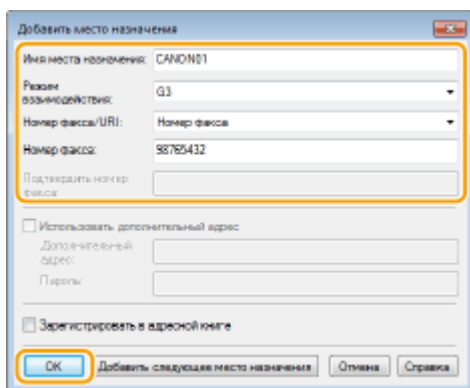 Добавить место назначения
Имя места назначения: CANON01
Режим
взаимодействия: G3
Номер факса/URI: Номер факса
Номер факса: 98765432
Подтвердить номер
факса:
Использовать дополнительный адрес
Дополнительный
адрес:
Пароль:
Зарегистрировать в адресной книге
OK Добавить следующее место назначения Отмена Справка